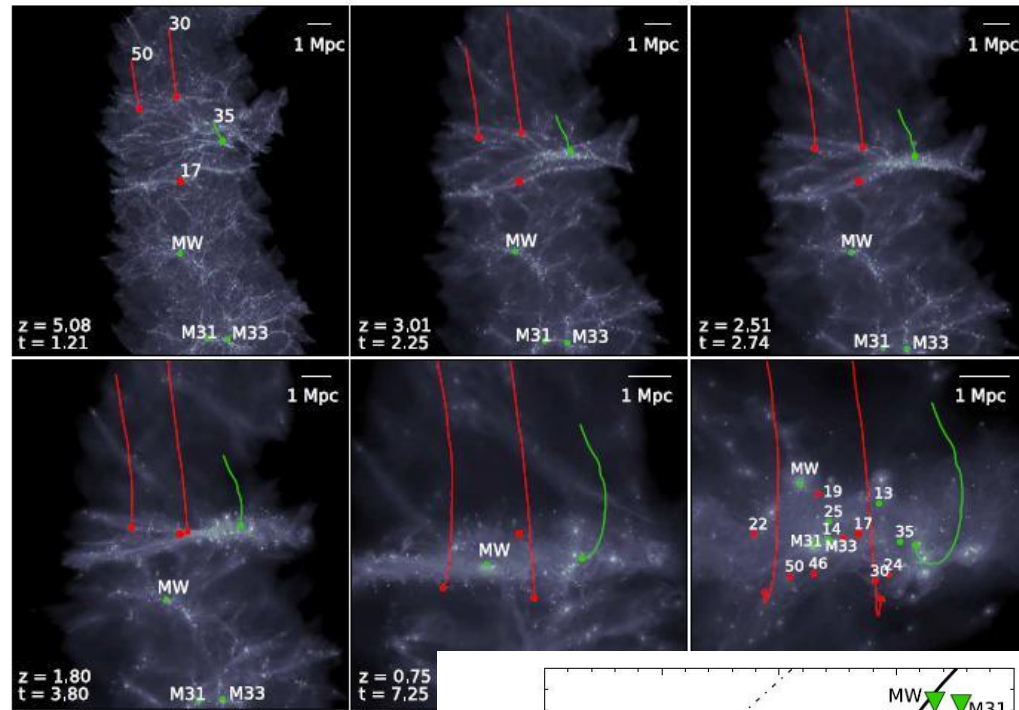 30
50
1 Mpc
35
17
MW
M31 M33
z = 5.08
t = 1.21
1 Mpc
MW
M31 M33
z = 3.01
t = 2.25
1 Mpc
MW
M31 M33
z = 2.51
t = 2.74
1 Mpc
MW
M31 M33
z = 1.80
t = 3.80
1 Mpc
MW
z = 0.75
t = 7.25
1 Mpc
MW
19
13
25
22
14
17
35
M31
M33
50
46
30
24
MW
M31